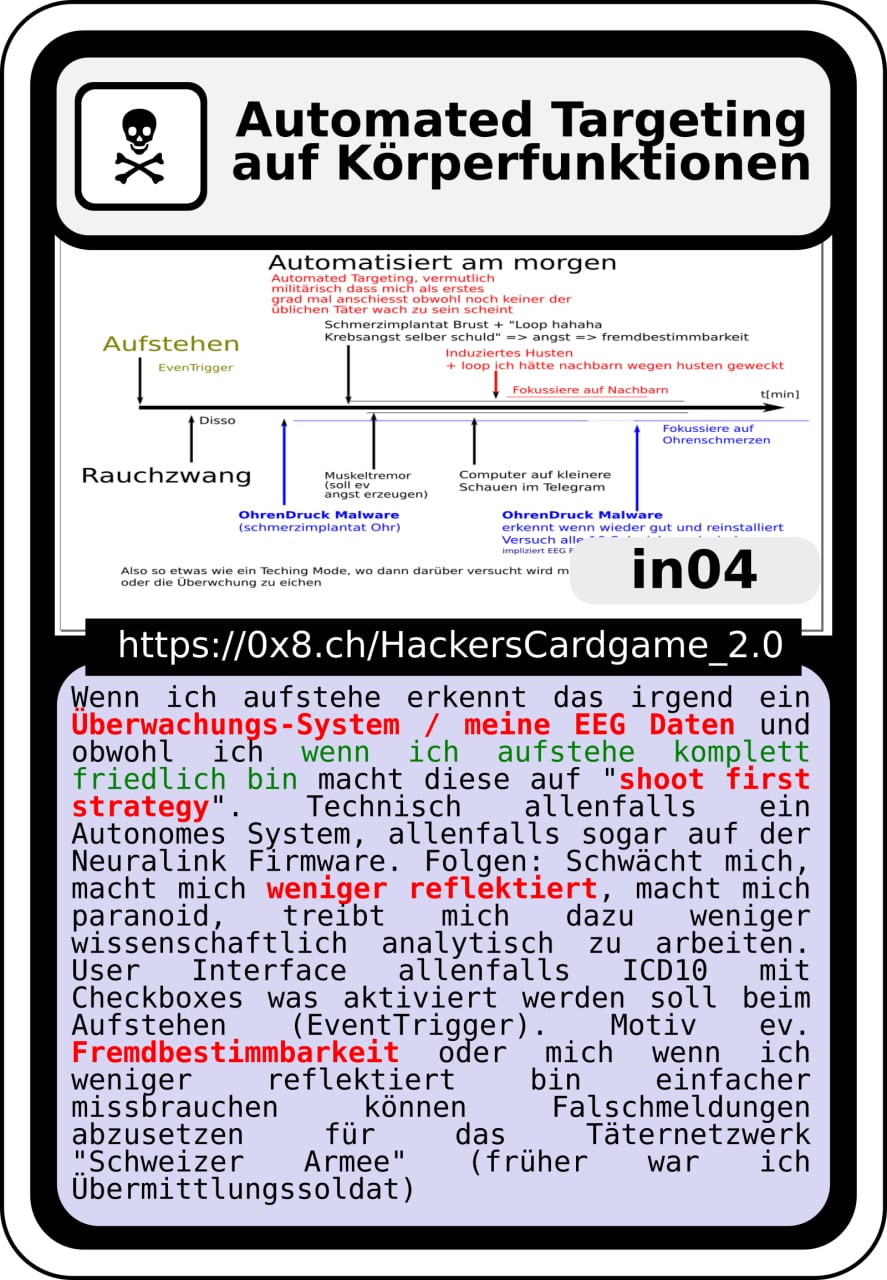 Automated Targeting
auf Körperfunktionen
Automatisiert am morgen
Automated Targeting, vermutlich
militärisch dass mich als erstes
grad mal anschiesst obwohl noch keiner der
üblichen Täter wach zu sein scheint
Schmerzimplantat Brust + "Loop hahaha
Krebsangst selber schuld" => angst => fremdbestimmbarkeit
Aufstehen
EvenTrigger
Induziertes Husten
+ loop ich hätte nachbarn wegen husten geweckt
Fokussiere auf Nachbarn
t[min]
Disso
Fokussiere auf
Ohrenschmerzen
Rauchzwang
Muskeltremor
(soll ev
angst erzeugen)
Computer auf kleinere
Schauen im Telegram
OhrenDruck Malware
(schmerzimplantat Ohr)
OhrenDruck Malware
erkennt wenn wieder gut und reinstalliert
Versuch alle
impliziert EEG
Also so etwas wie ein Teching Mode, wo dann darüber versucht wird
oder die Überwchung zu eichen
in04
https://0x8.ch/HackersCardgame_2.0
Wenn ich aufstehe erkennt das irgend ein
Überwachungs-System / meine EEG Daten und
obwohl ich wenn ich aufstehe komplett
friedlich bin macht diese auf "shoot first
strategy". Technisch allenfalls ein
Autonomes System, allenfalls sogar auf der
Neuralink Firmware. Folgen: Schwächt mich,
macht mich weniger reflektiert, macht mich
paranoid, treibt mich dazu weniger
wissenschaftlich analytisch zu arbeiten.
User Interface allenfalls ICD10 mit
Checkboxes was aktiviert werden soll beim
Aufstehen (EventTrigger). Motiv ev.
Fremdbestimmbarkeit oder mich wenn ich
weniger reflektiert bin einfacher
missbrauchen können Falschmeldungen
abzusetzen für das Täternetzwerk
"Schweizer Armee" (früher war ich
Übermittlungssoldat)